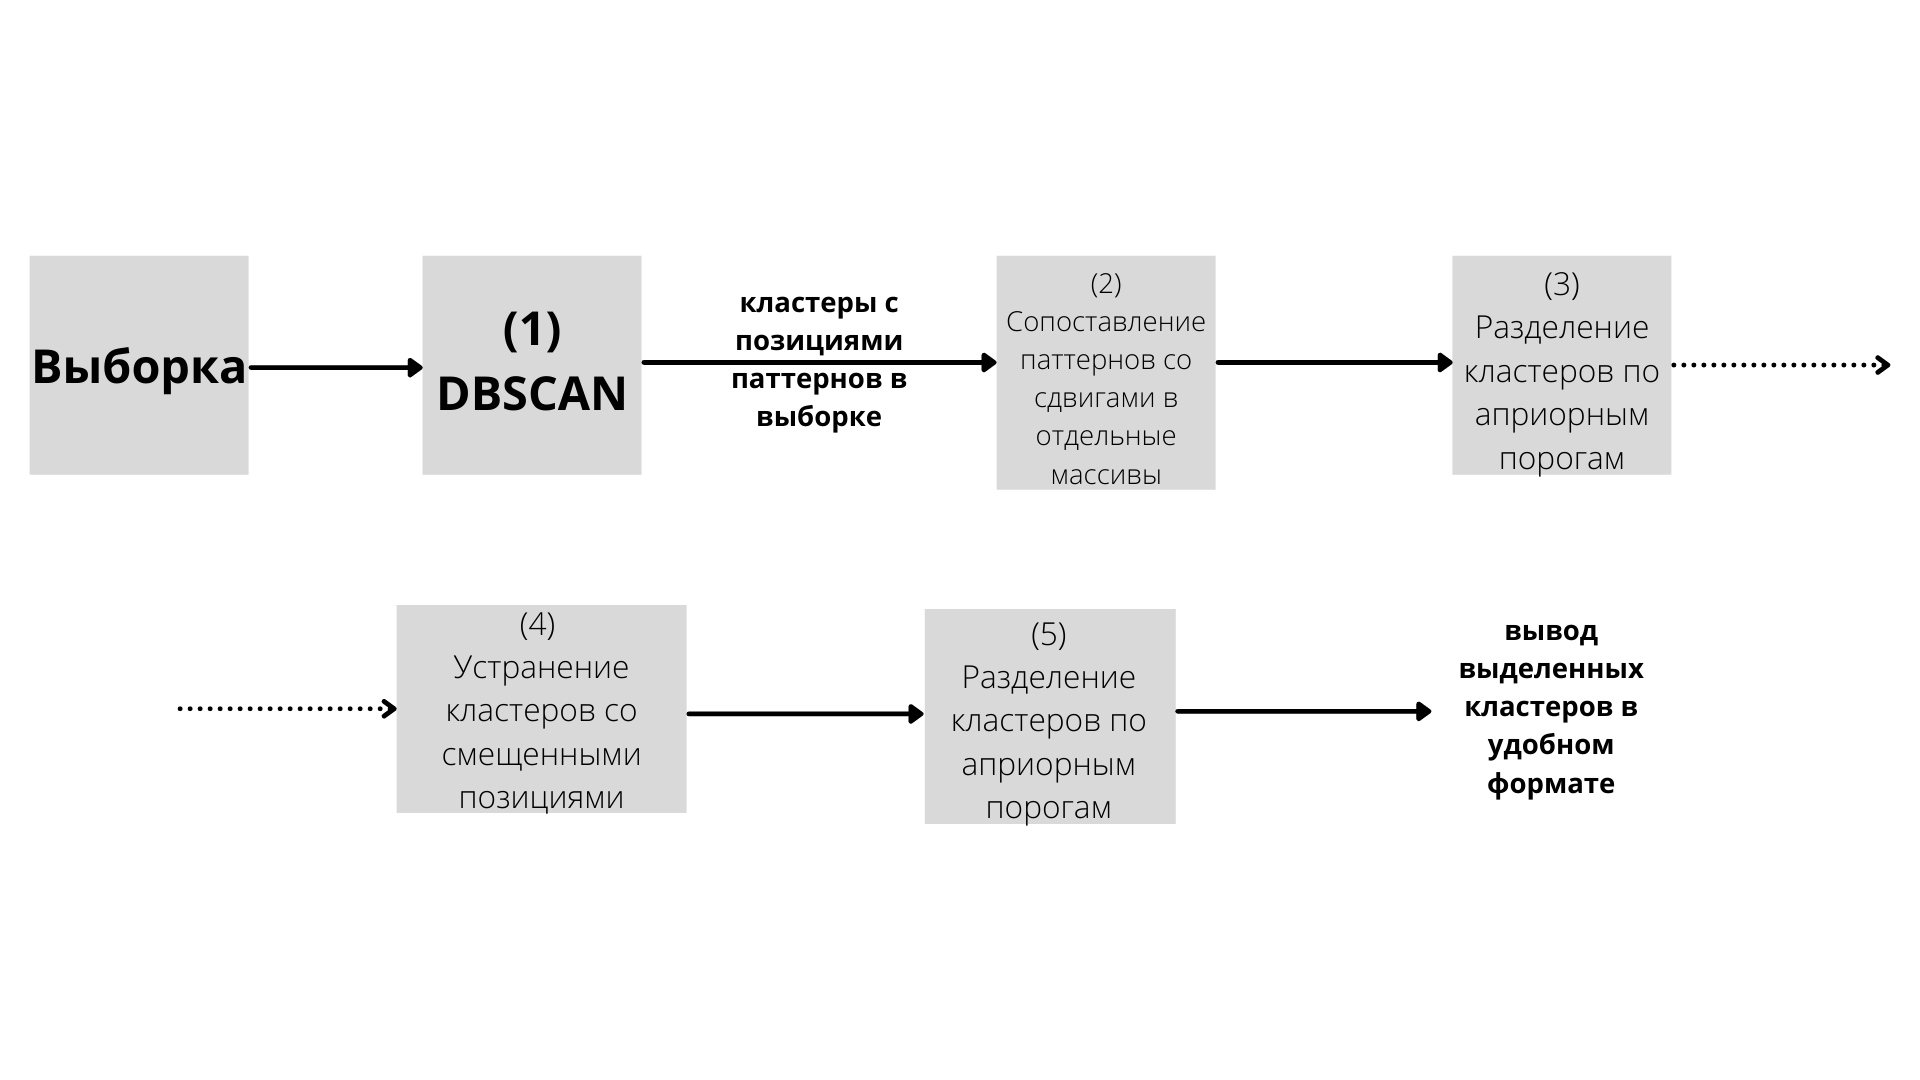 Выборка
(1)
DBSCAN
кластеры с
позициями
паттернов в
выборке
(2)
Сопоставление
паттернов со
сдвигами в
отдельные
массивы
(3)
Разделение
кластеров по
априорным
порогам
(4)
Устранение
кластеров со
смещенными
позициями
(5)
Разделение
кластеров по
априорным
порогам
вывод
выделенных
кластеров в
удобном
формате